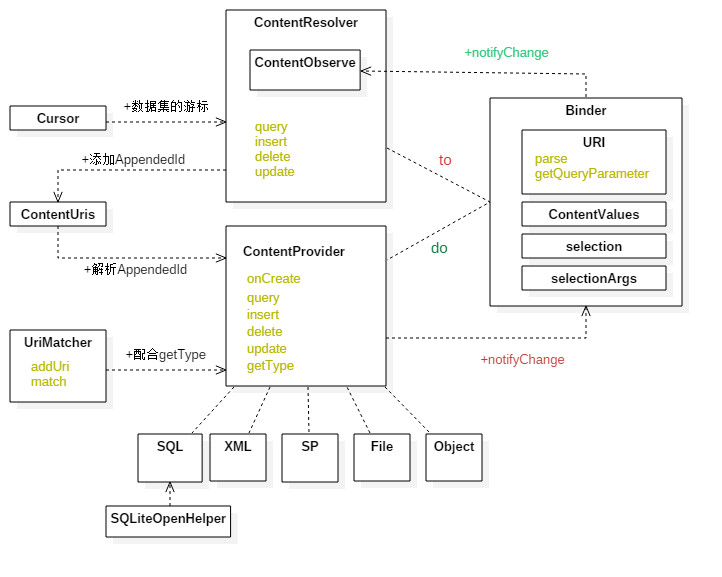 ContentResolver
ContentObserve
query
insert
delete
update
+notifyChange
Cursor
+数据集的游标
+添加AppendedId
ContentUris
+解析AppendedId
to
do
Binder
URI
parse
getQueryParameter
ContentValues
selection
selectionArgs
ContentProvider
onCreate
query
insert
delete
update
getType
+notifyChange
UriMatcher
addUri
match
+配合getType
SQL
XML
SP
File
Object
SQLiteOpenHelper